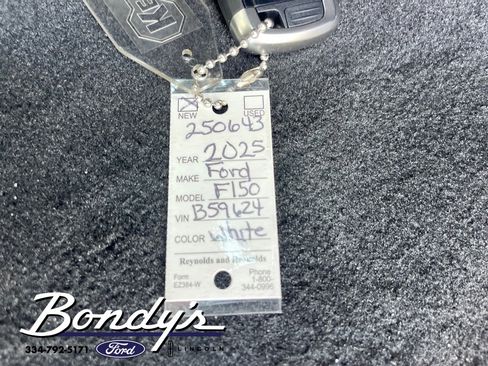 KE
NEW USED
250643
YEAR 2025
MAKE Ford
MODEL F150
VIN B59624
COLOR White
Reynolds and Reynolds
Form
EZ384-W
Phone
1-800-
344-0996
Bondy's
334-792-5171 Ford LINCOLN